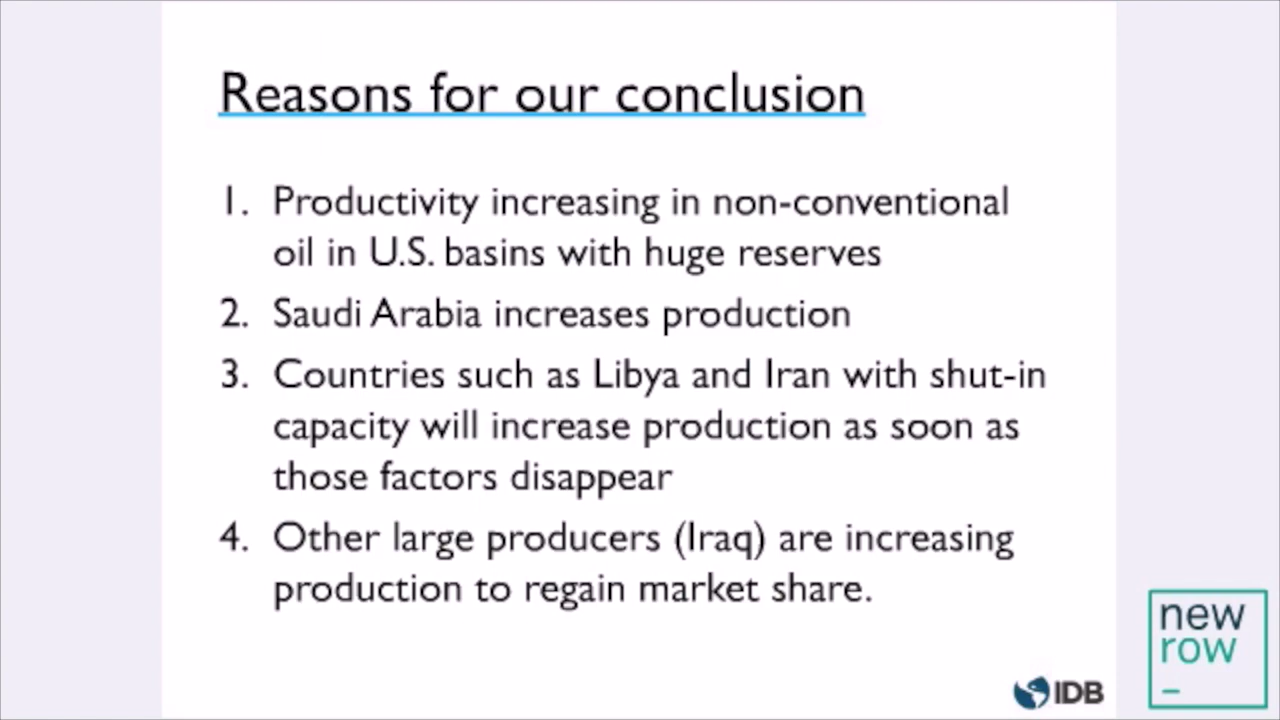 Reasons for our conclusion
1. Productivity increasing in non-conventional
oil in U.S. basins with huge reserves
2. Saudi Arabia increases production
3. Countries such as Libya and Iran with shut-in
capacity will increase production as soon as
those factors disappear
4. Other large producers (Iraq) are increasing
production to regain market share.
IDB
new
row